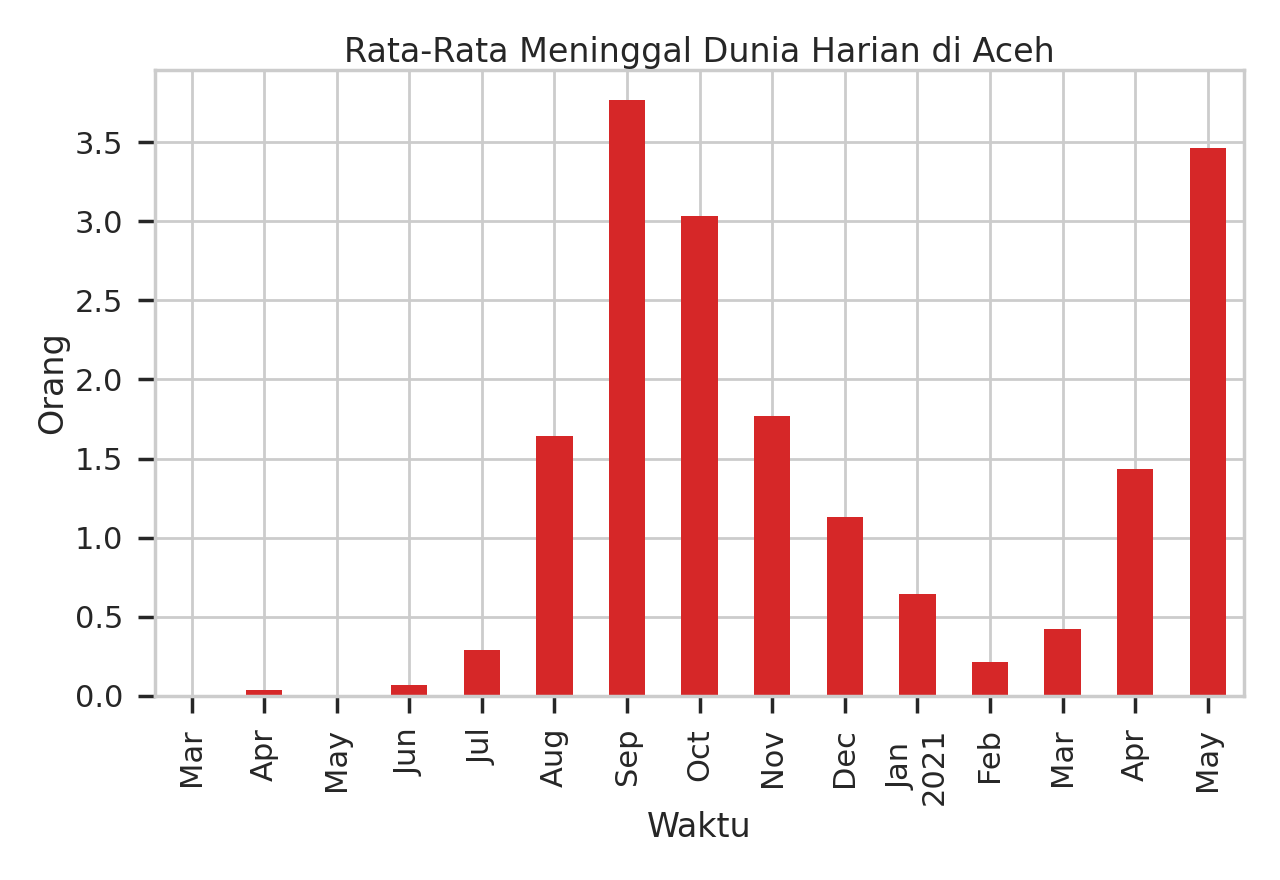 Rata-Rata Meninggal Dunia Harian di Aceh
Orang
3.5
3.0
2.5
2.0
1.5
1.0
0.5
0.0
Mar
Apr
May
Jun
Jul
Aug
Sep
Oct
Nov
Dec
Jan
2021
Feb
Mar
Apr
May
Waktu